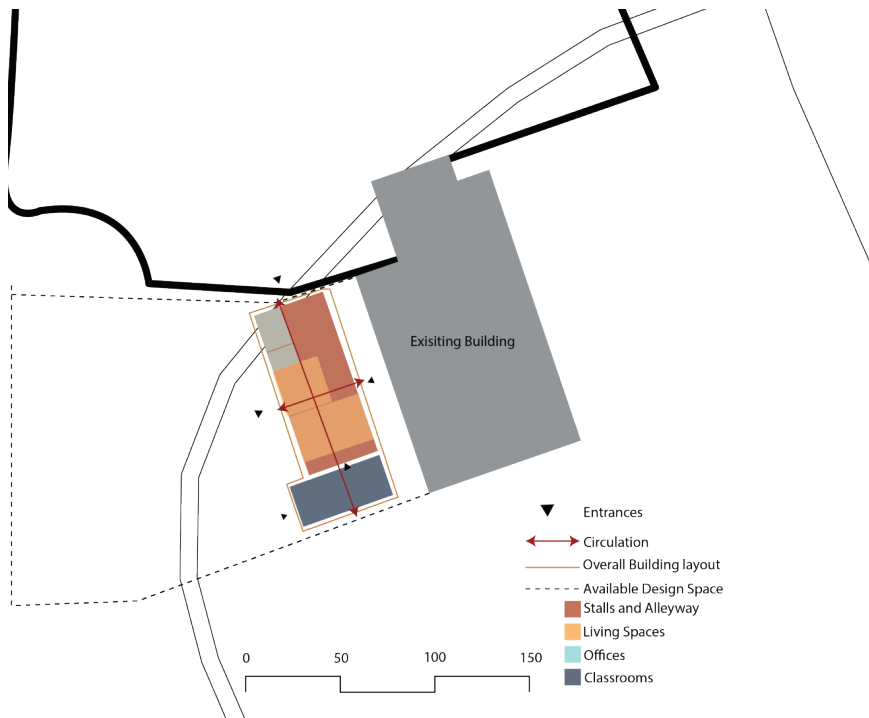 Exisiting Building
Entrances
Circulation
Overall Building layout
Available Design Space
Stalls and Alleyway
Living Spaces
Offices
Classrooms
0 50 100 150